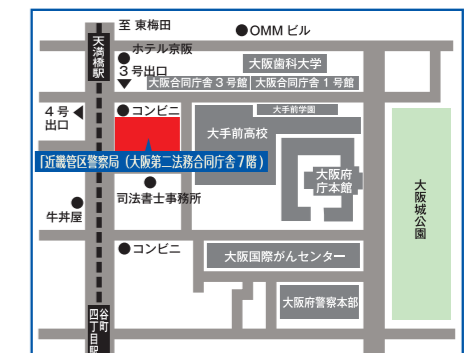 至 東梅田
OMM ビル
天満橋駅
ホテル京阪
3号出口
大阪歯科大学
大阪合同庁舎3号館
大阪合同庁舎1号館
4号
出口
コンビニ
大手前学園
大手前高校
「近畿管区警察局（大阪第二法務合同庁舎7階）
大阪府
庁本館
大阪城公園
司法書士事務所
牛丼屋
コンビニ
大阪国際がんセンター
大阪府警察本部
谷町
四丁目駅